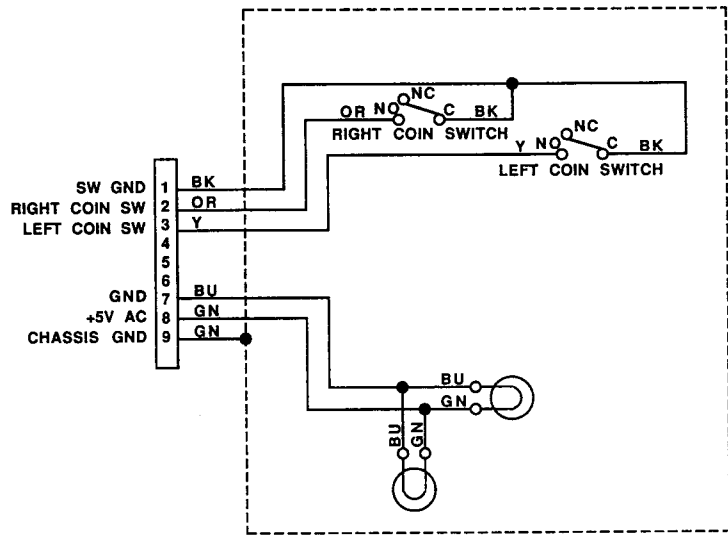 NC
OR NO C BK
RIGHT COIN SWITCH
NC
Y NO C BK
LEFT COIN SWITCH
SW GND 1 BK
RIGHT COIN SW 2 OR
LEFT COIN SW 3 Y
4
5
6
GND 7 BU
+5V AC 8 GN
CHASSIS GND 9 GN
BU
GN
BU
GN